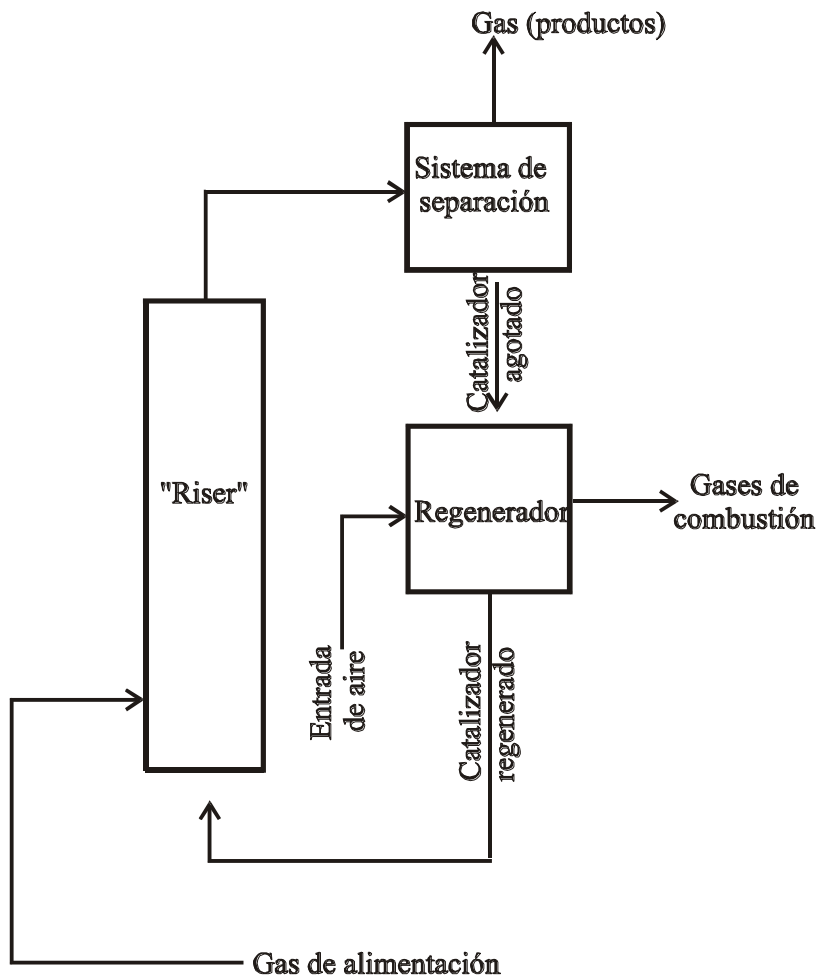 Gas (productos)
Sistema de
separación
Catalizador
agotado
"Riser"
Regenerador
Gases de
combustión
Entrada
de aire
Catalizador
regenerado
Gas de alimentación